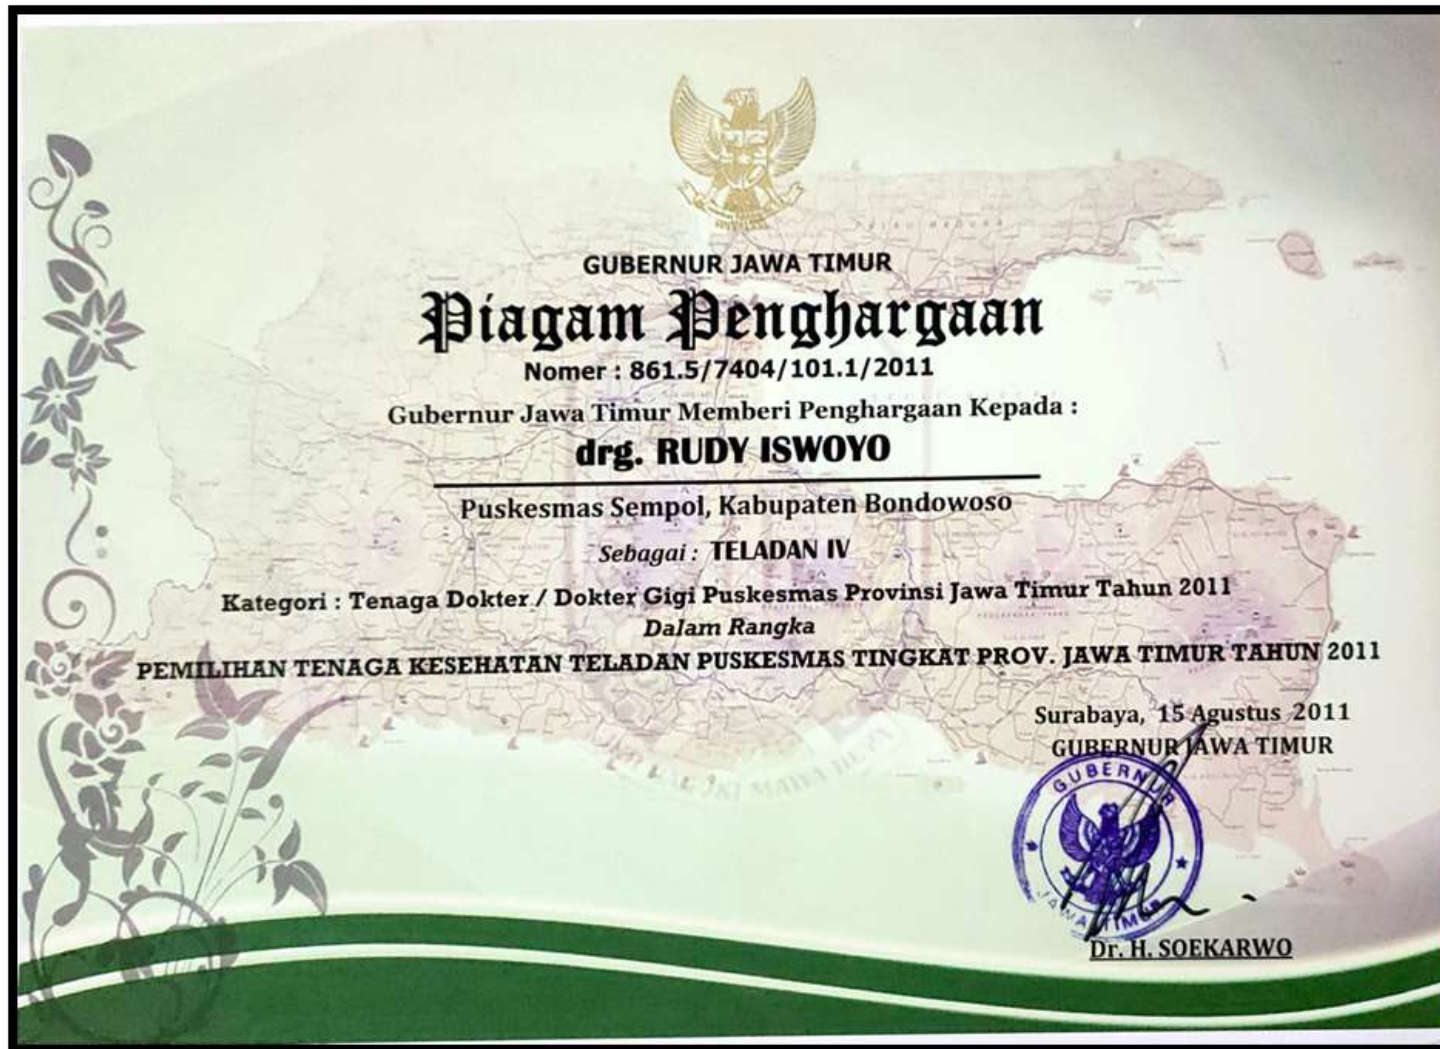 GUBERNUR JAWA TIMUR
Piagam Penghargaan
Nomer : 861.5/7404/101.1/2011
Gubernur Jawa Timur Memberi Penghargaan Kepada :
drg. RUDY ISWOYO
Puskesmas Sempol, Kabupaten Bondowoso
Sebagai : TELADAN IV
Kategori : Tenaga Dokter / Dokter Gigi Puskesmas Provinsi Jawa Timur Tahun 2011
Dalam Rangka
PEMILIHAN TENAGA KESEHATAN TELADAN PUSKESMAS TINGKAT PROV. JAWA TIMUR TAHUN 2011
Surabaya, 15 Agustus 2011
GUBERNUR JAWA TIMUR
GUBERNUR
JAWA TIMUR
Dr. H. SOEKARWO